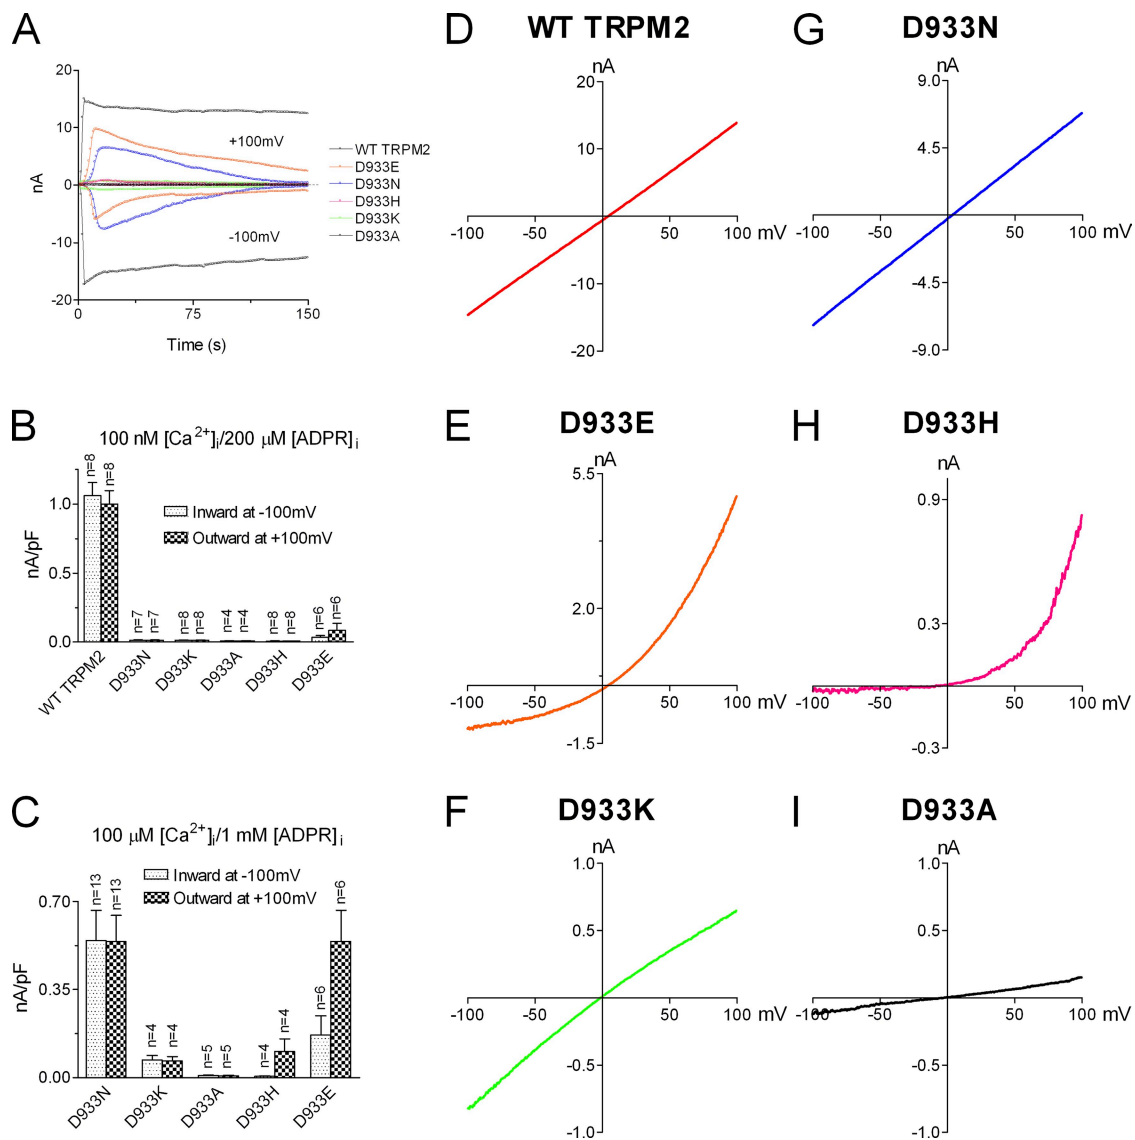 A
nA
20
10
0
-10
-20
+100mV
-100mV
0
75
150
Time (s)
WT TRPM2
D933E
D933N
D933H
D933K
D933A
B
100 nM [Ca2+]i/200 μM [ADPR]i
nA/pF
1.0
0.5
0.0
n=8
n=8
n=7
n=7
n=8
n=8
n=4
n=4
n=8
n=8
n=6
n=6
Inward at -100mV
Outward at +100mV
WT TRPM2
D933N
D933K
D933A
D933H
D933E
C
100 μM [Ca2+]i/1 mM [ADPR]i
nA/pF
0.70
0.35
0.00
n=13
n=13
n=4
n=4
n=5
n=5
n=4
n=4
n=6
n=6
Inward at -100mV
Outward at +100mV
D933N
D933K
D933A
D933H
D933E
D
WT TRPM2
nA
20
10
-10
-20
-100
-50
50
100 mV
E
D933E
nA
5.5
2.0
-1.5
-100
-50
50
100 mV
F
D933K
nA
1.0
0.5
-0.5
-1.0
-100
-50
50
100 mV
G
D933N
nA
9.0
4.5
-4.5
-9.0
-100
-50
50
100 mV
H
D933H
nA
0.9
0.3
-0.3
-100
-50
50
100 mV
I
D933A
nA
1.0
0.5
-0.5
-1.0
-100
-50
50
100 mV